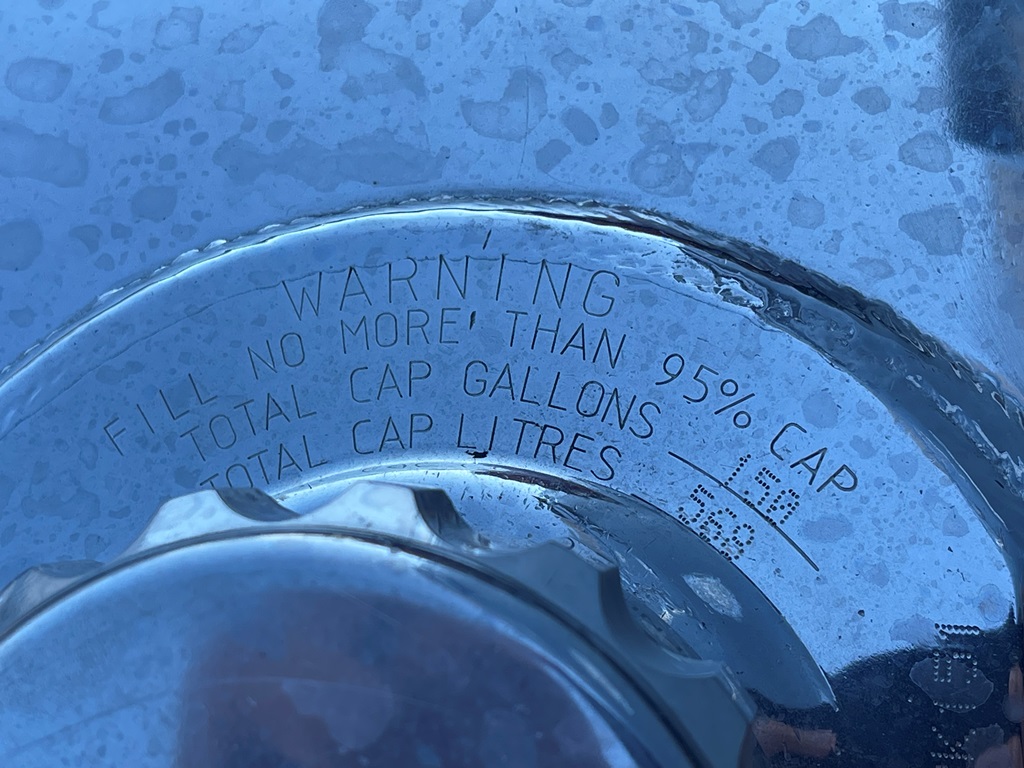 WARNING
FILL NO MORE THAN 95% CAP
TOTAL CAP GALLONS 150
TOTAL CAP LITRES 568